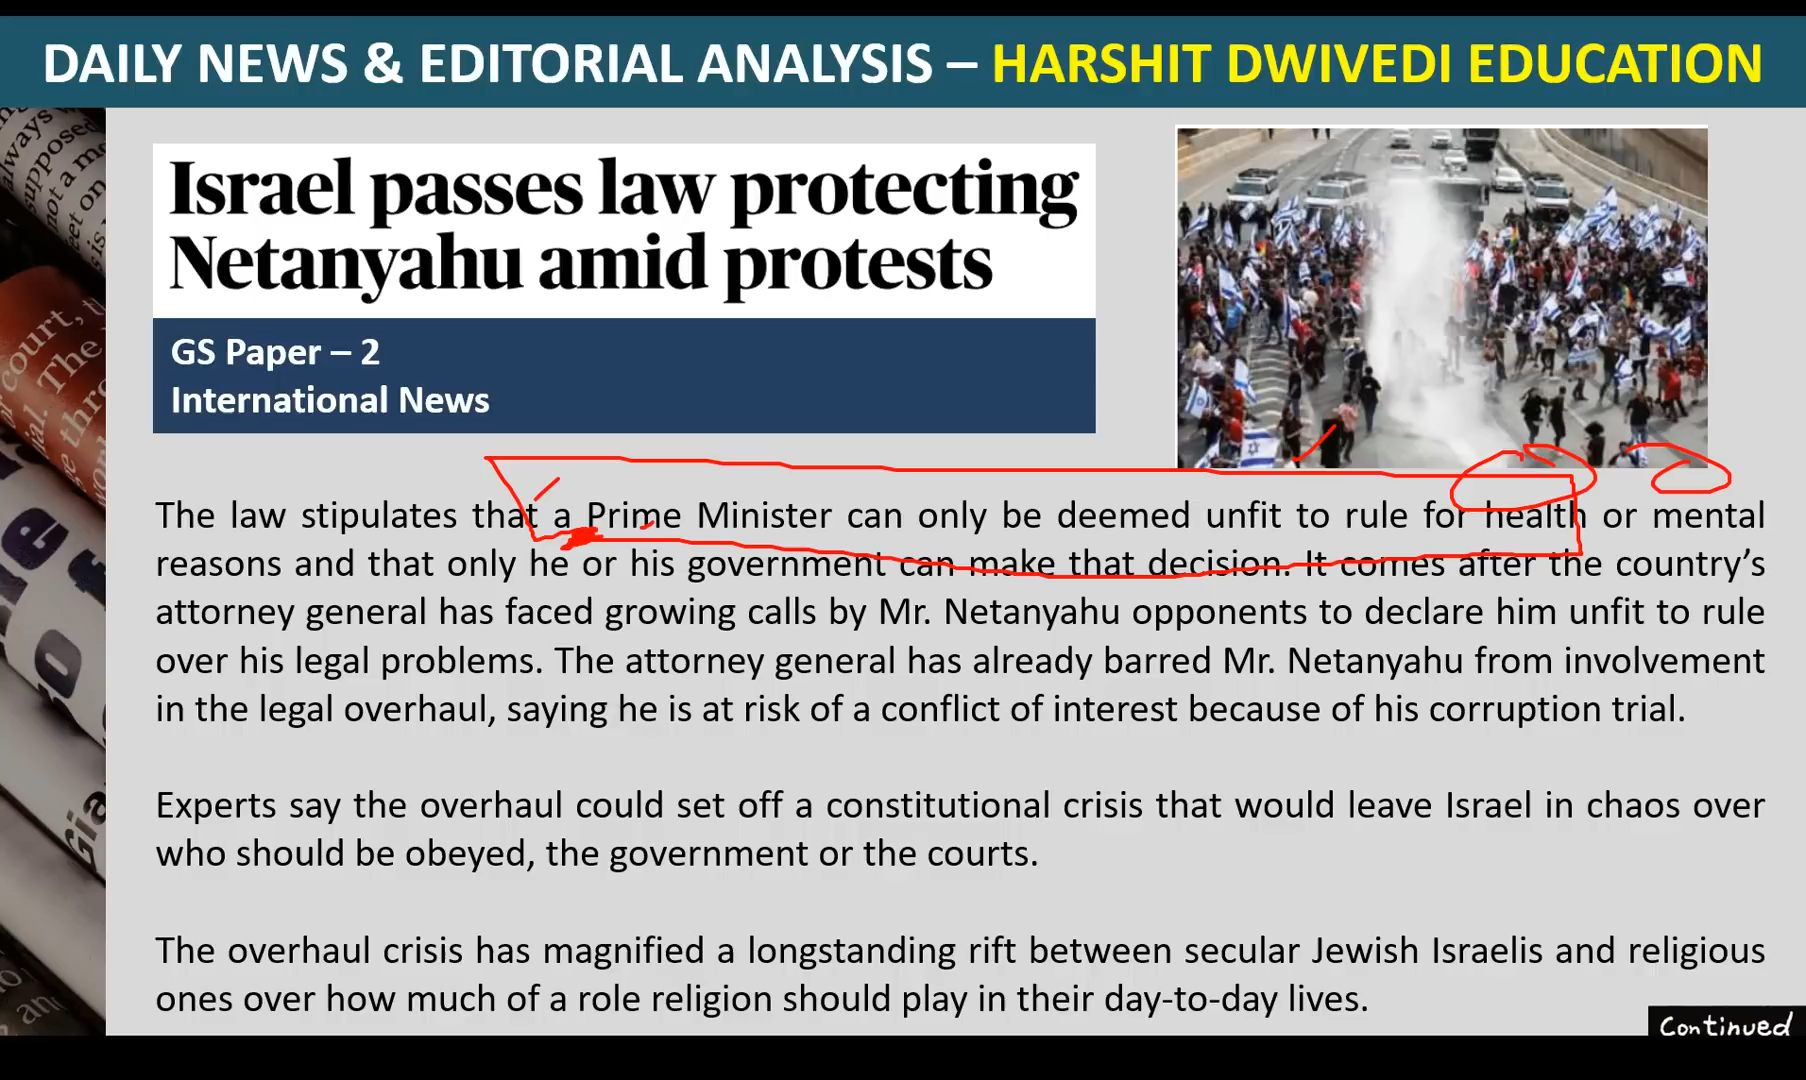 DAILY NEWS & EDITORIAL ANALYSIS – HARSHIT DWIVEDI EDUCATION
Israel passes law protecting
Netanyahu amid protests
GS Paper – 2
International News
The law stipulates that a Prime Minister can only be deemed unfit to rule for health or mental
reasons and that only he or his government can make that decision. It comes after the country’s
attorney general has faced growing calls by Mr. Netanyahu opponents to declare him unfit to rule
over his legal problems. The attorney general has already barred Mr. Netanyahu from involvement
in the legal overhaul, saying he is at risk of a conflict of interest because of his corruption trial.
Experts say the overhaul could set off a constitutional crisis that would leave Israel in chaos over
who should be obeyed, the government or the courts.
The overhaul crisis has magnified a longstanding rift between secular Jewish Israelis and religious
ones over how much of a role religion should play in their day-to-day lives.
Continued
always
supposed
not a m
eet on
court, t
The